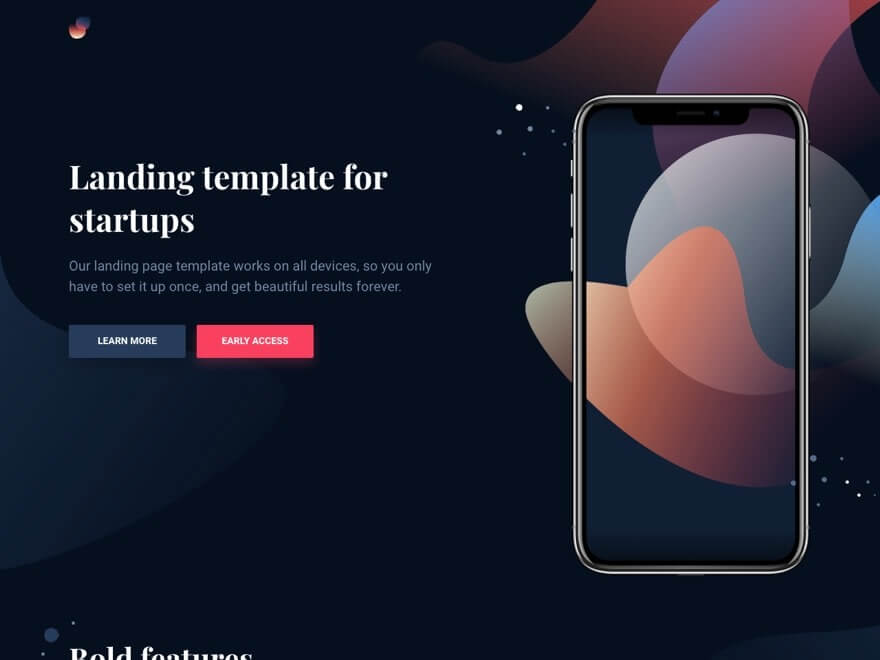 Landing template for
startups
Our landing page template works on all devices, so you only
have to set it up once, and get beautiful results forever.
LEARN MORE
EARLY ACCESS
Bold features